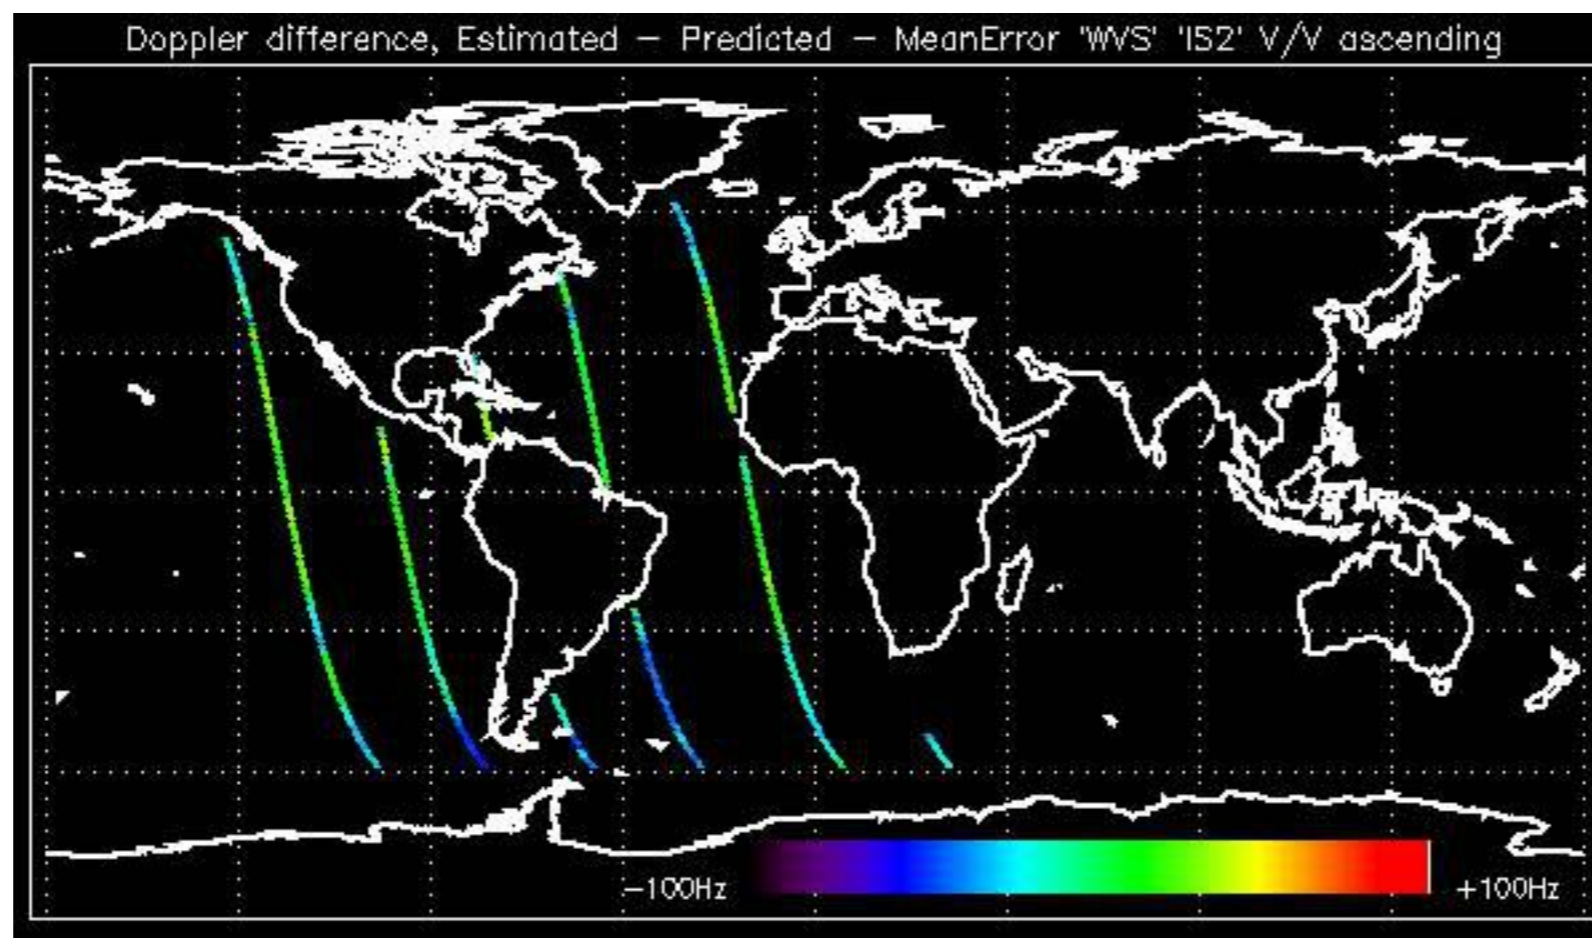 Doppler difference, Estimated – Predicted – MeanError 'WVS' 'IS2' V/V ascending
−100Hz
+100Hz